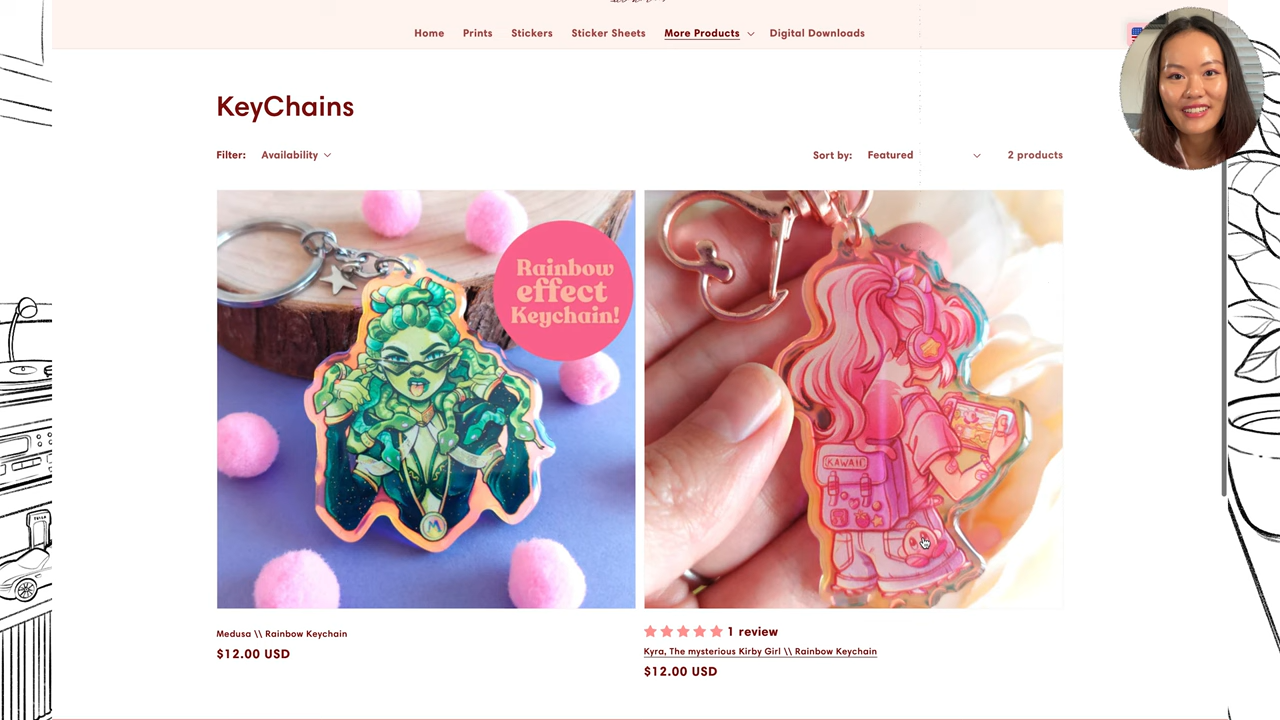 Home Prints Stickers Sticker Sheets More Products Digital Downloads
KeyChains
Filter: Availability
Sort by: Featured 2 products
Rainbow
effect
Keychain!
KAWAII
M
Medusa \\ Rainbow Keychain
$12.00 USD
1 review
Kyra, The mysterious Kirby Girl \\ Rainbow Keychain
$12.00 USD